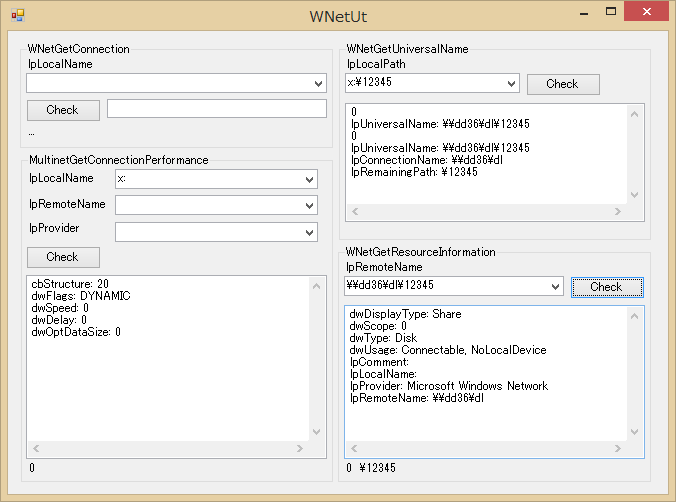 WNetUt
WNetGetConnection
lpLocalName
Check
...
MultinetGetConnectionPerformance
lpLocalName
x:
lpRemoteName
lpProvider
Check
cbStructure: 20
dwFlags: DYNAMIC
dwSpeed: 0
dwDelay: 0
dwOptDataSize: 0
0
WNetGetUniversalName
lpLocalPath
x:¥12345
Check
0
lpUniversalName: ¥¥dd36¥dl¥12345
0
lpUniversalName: ¥¥dd36¥dl¥12345
lpConnectionName: ¥¥dd36¥dl
lpRemainingPath: ¥12345
WNetGetResourceInformation
lpRemoteName
¥¥dd36¥dl¥12345
Check
dwDisplayType: Share
dwScope: 0
dwType: Disk
dwUsage: Connectable, NoLocalDevice
lpComment:
lpLocalName:
lpProvider: Microsoft Windows Network
lpRemoteName: ¥¥dd36¥dl
0 ¥12345